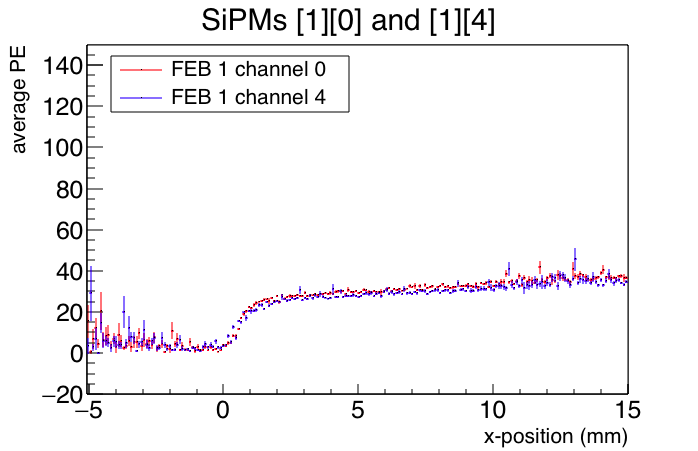 SiPMs [1][0] and [1][4]
average PE
FEB 1 channel 0
FEB 1 channel 4
140
120
100
80
60
40
20
0
−20
−5 0 5 10 15
x-position (mm)